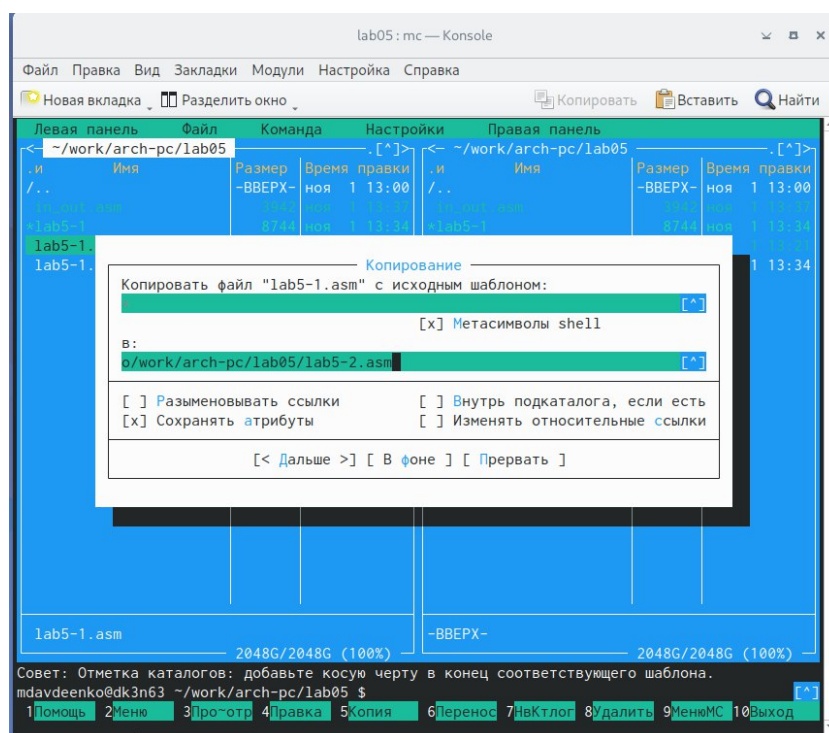 lab05 : mc — Konsole
Файл Правка Вид Закладки Модули Настройка Справка
Новая вкладка Разделить окно Копировать Вставить Найти
Левая панель Файл Команда Настройки Правая панель
<— ~/work/arch-pc/lab05 .[^]> <— ~/work/arch-pc/lab05 .[^]>
.и Имя Размер Время правки .и Имя Размер Время правки
/.. -ВВЕРХ- ноя 1 13:00 /.. -ВВЕРХ- ноя 1 13:00
in_out.asm 3942 ноя 1 13:37 in_out.asm 3942 ноя 1 13:37
*lab5-1 8744 ноя 1 13:34 *lab5-1 8744 ноя 1 13:34
lab5-1. 1 13:21
lab5-1. 1 13:34
Копирование
Копировать файл "lab5-1.asm" с исходным шаблоном:
[^]
[x] Метасимволы shell
в:
o/work/arch-pc/lab05/lab5-2.asm [^]
[ ] Разыменовывать ссылки [ ] Внутрь подкаталога, если есть
[x] Сохранять атрибуты [ ] Изменять относительные ссылки
[< Дальше >] [ В фоне ] [ Прервать ]
lab5-1.asm -ВВЕРХ-
2048G/2048G (100%) 2048G/2048G (100%)
Совет: Отметка каталогов: добавьте косую черту в конец соответствующего шаблона.
mdavdeenko@dk3n63 ~/work/arch-pc/lab05 $ [^]
1Помощь 2Меню 3Про~отр 4Правка 5Копия 6Перенос 7НвКтлог 8Удалить 9МенюМС 10Выход